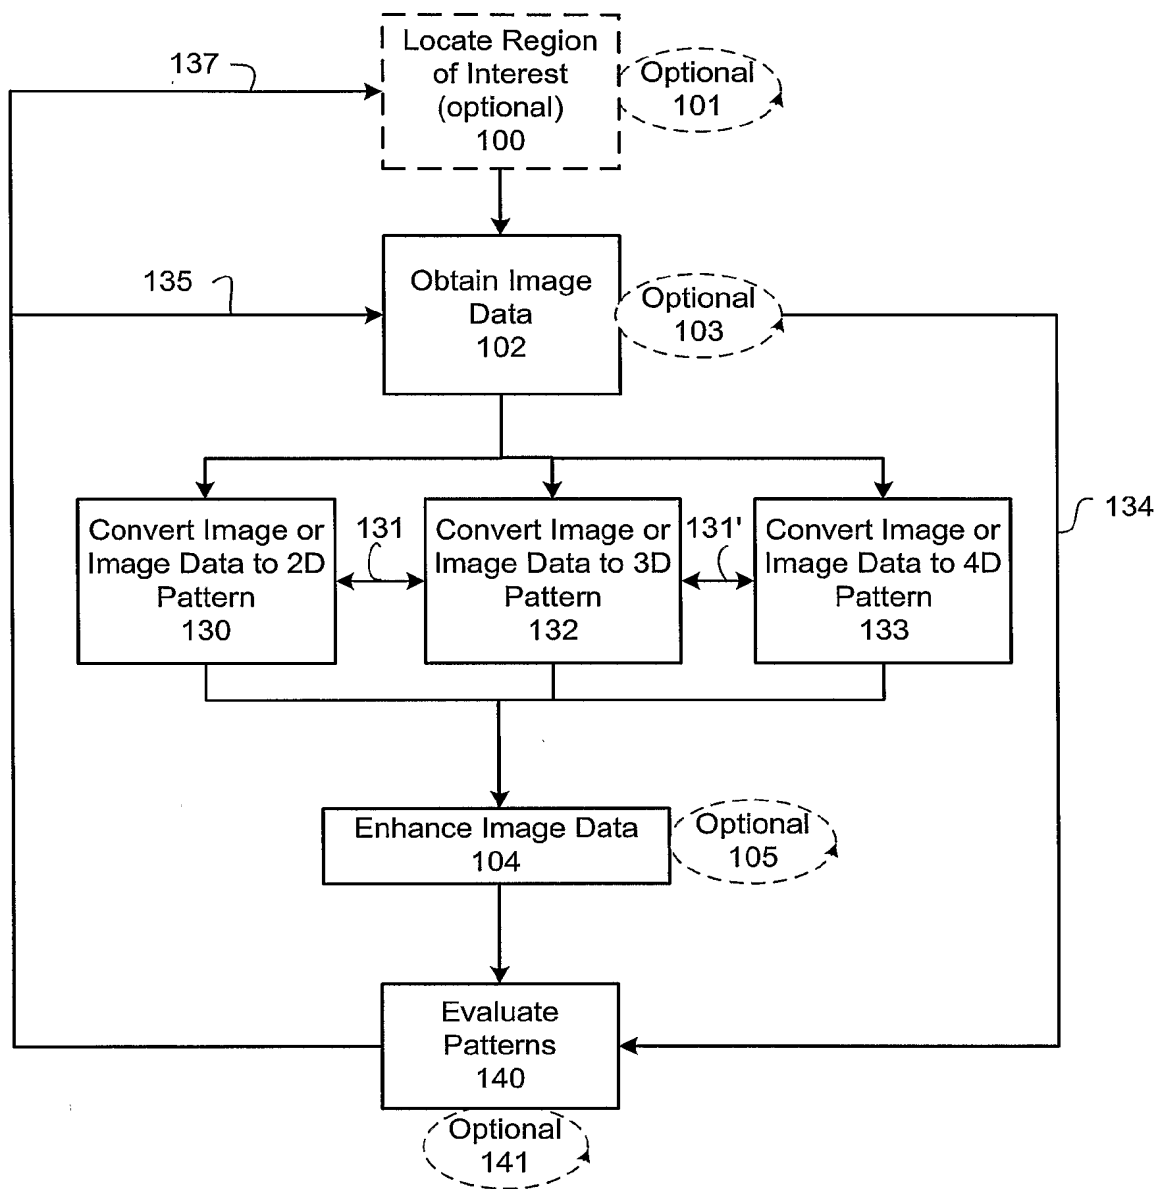 Locate Region
of Interest
(optional)
100
Optional
101
137
Obtain Image
Data
102
Optional
103
135
134
Convert Image or
Image Data to 2D
Pattern
130
131
Convert Image or
Image Data to 3D
Pattern
132
131'
Convert Image or
Image Data to 4D
Pattern
133
Enhance Image Data
104
Optional
105
Evaluate
Patterns
140
Optional
141